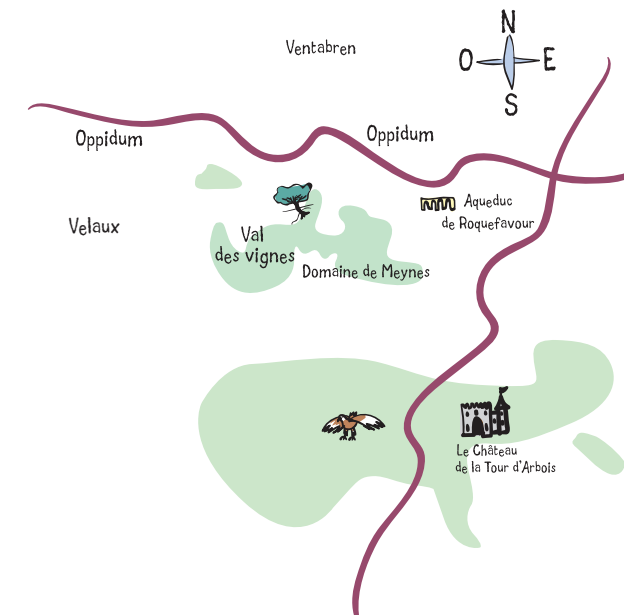 N
Ventabren
O
E
S
Oppidum
Oppidum
Aqueduc
de Roquefavour
Velaux
Val
des vignes
Domaine de Meynes
Le Château
de la Tour d'Arbois